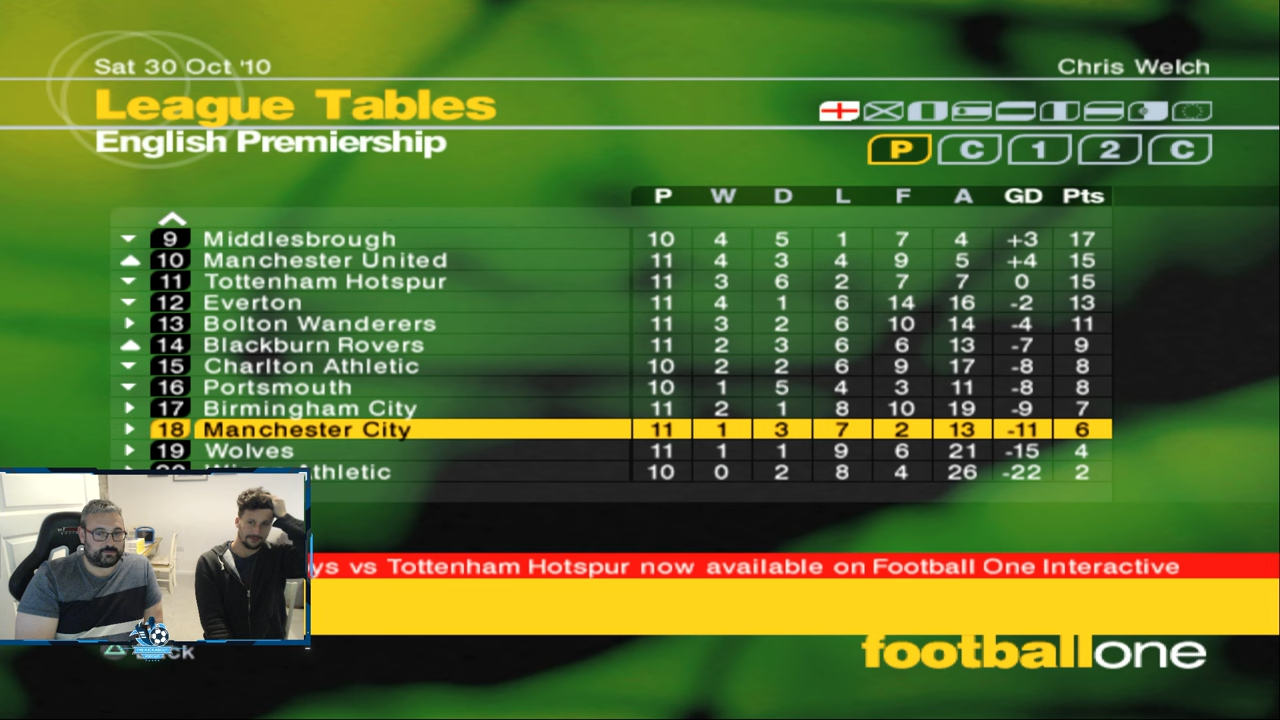 Sat 30 Oct '10
Chris Welch
League Tables
English Premiership
P C 1 2 C
P W D L F A GD Pts
9 Middlesbrough 10 4 5 1 7 4 +3 17
10 Manchester United 11 4 3 4 9 5 +4 15
11 Tottenham Hotspur 11 3 6 2 7 7 0 15
12 Everton 11 4 1 6 14 16 -2 13
13 Bolton Wanderers 11 3 2 6 10 14 -4 11
14 Blackburn Rovers 11 2 3 6 6 13 -7 9
15 Charlton Athletic 10 2 2 6 9 17 -8 8
16 Portsmouth 10 1 5 4 3 11 -8 8
17 Birmingham City 11 2 1 8 10 19 -9 7
18 Manchester City 11 1 3 7 2 13 -11 6
19 Wolves 11 1 1 9 6 21 -15 4
Athletic 10 0 2 8 4 26 -22 2
vs Tottenham Hotspur now available on Football One Interactive
footballone